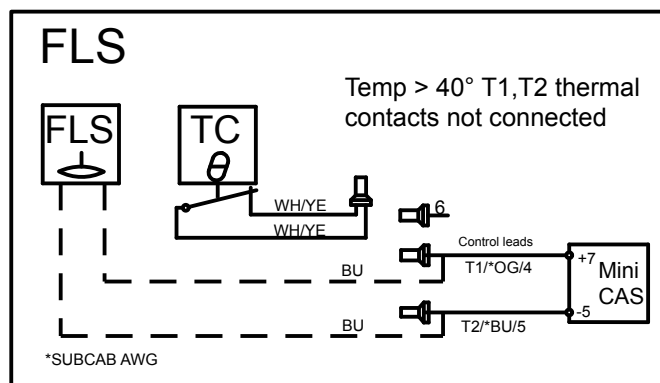 FLS
Temp > 40° T1,T2 thermal
contacts not connected
FLS
TC
WH/YE
WH/YE
6
Control leads
T1/*OG/4
+7
Mini
CAS
BU
-5
T2/*BU/5
BU
*SUBCAB AWG